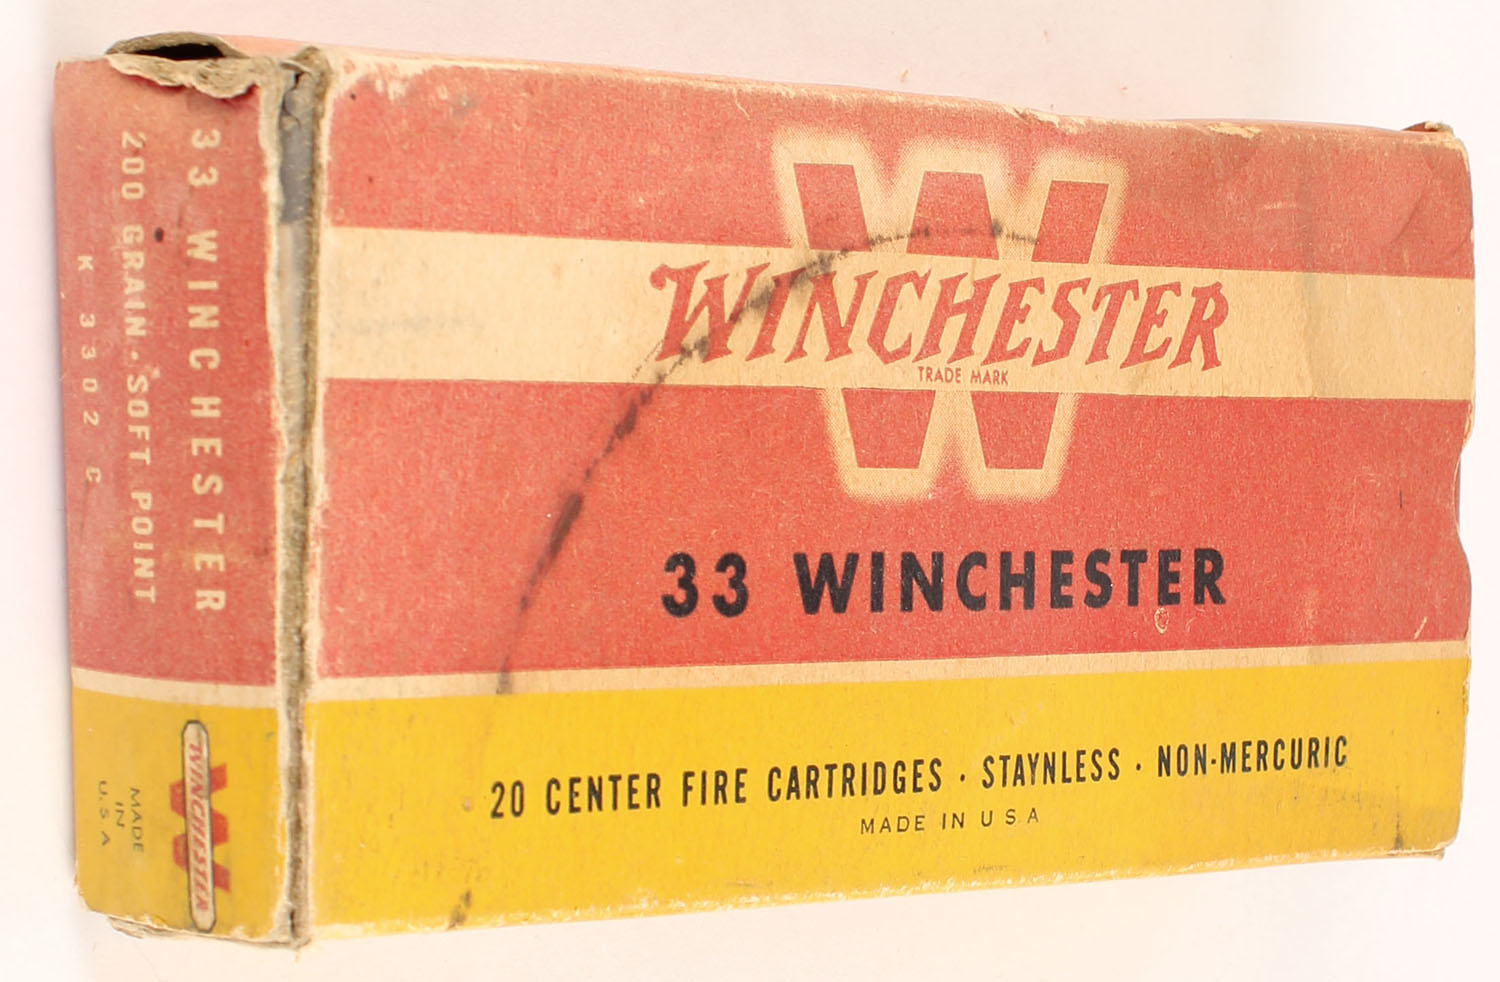 WINCHESTER
TRADE MARK
33 WINCHESTER
20 CENTER FIRE CARTRIDGES · STAYNLESS · NON-MERCURIC
MADE IN U S A
33 WINCHESTER
200 GRAIN · SOFT POINT
K 3302 C
W
WINCHESTER
MADE
IN
U.S.A